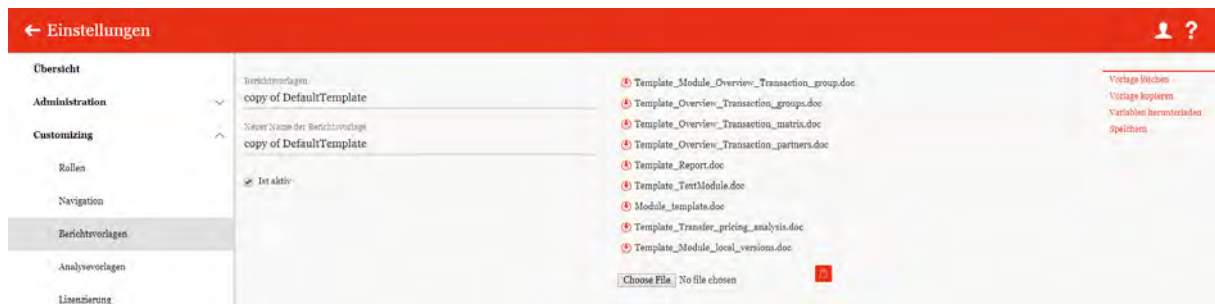 ← Einstellungen
?
Übersicht
Administration
Customizing
Rollen
Navigation
Berichtsvorlagen
Analysevorlagen
Lizenzierung
Berichtsvorlagen
copy of DefaultTemplate
Neuer Name der Berichtsvorlage
copy of DefaultTemplate
Ist aktiv
Template_Module_Overview_Transaction_group.doc
Template_Overview_Transaction_groups.doc
Template_Overview_Transaction_matrix.doc
Template_Overview_Transaction_partners.doc
Template_Report.doc
Template_TextModule.doc
Module_template.doc
Template_Transfer_pricing_analysis.doc
Template_Module_local_versions.doc
Choose File No file chosen
Vorlage löschen
Vorlage kopieren
Variablen herunterladen
Speichern